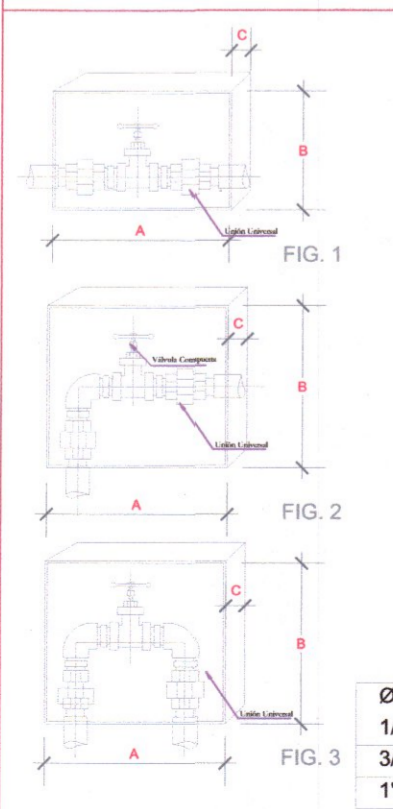 C
B
A
Unión Universal
FIG. 1
C
Válvula Compuerta
B
Unión Universal
A
FIG. 2
C
B
Unión Universal
A
FIG. 3
Ø
1/
3/
1"